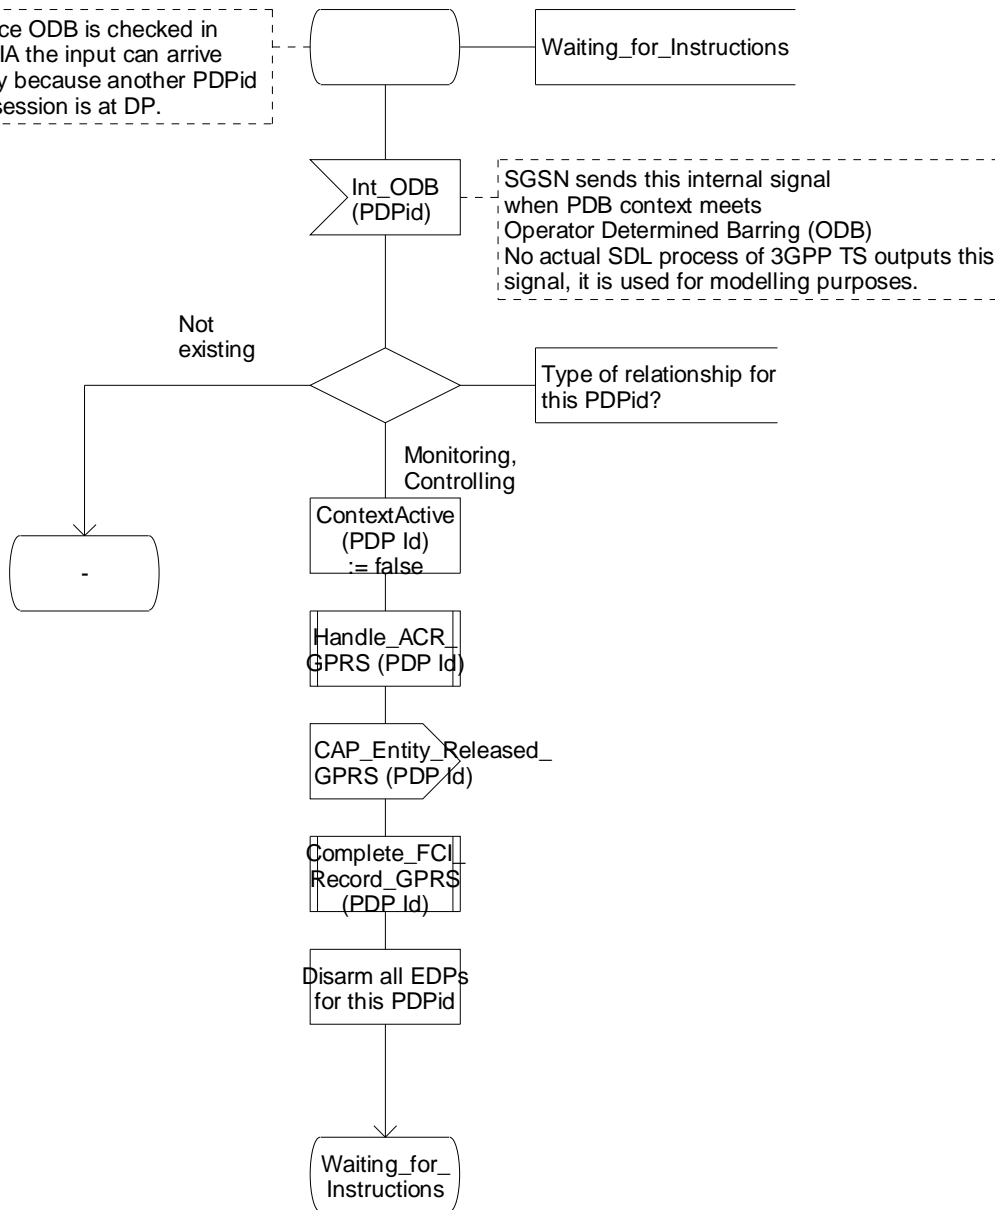 ce ODB is checked in
IA the input can arrive
y because another PDPid
session is at DP.
Waiting_for_Instructions
Int_ODB
(PDPid)
SGSN sends this internal signal
when PDB context meets
Operator Determined Barring (ODB)
No actual SDL process of 3GPP TS outputs this
signal, it is used for modelling purposes.
Not
existing
Type of relationship for
this PDPid?
Monitoring,
Controlling
ContextActive
(PDP Id)
:= false
-
Handle_ACR_
GPRS (PDP Id)
CAP_Entity_Released_
GPRS (PDP Id)
Complete_FCI_
Record_GPRS
(PDP Id)
Disarm all EDPs
for this PDPid
Waiting_for_
Instructions